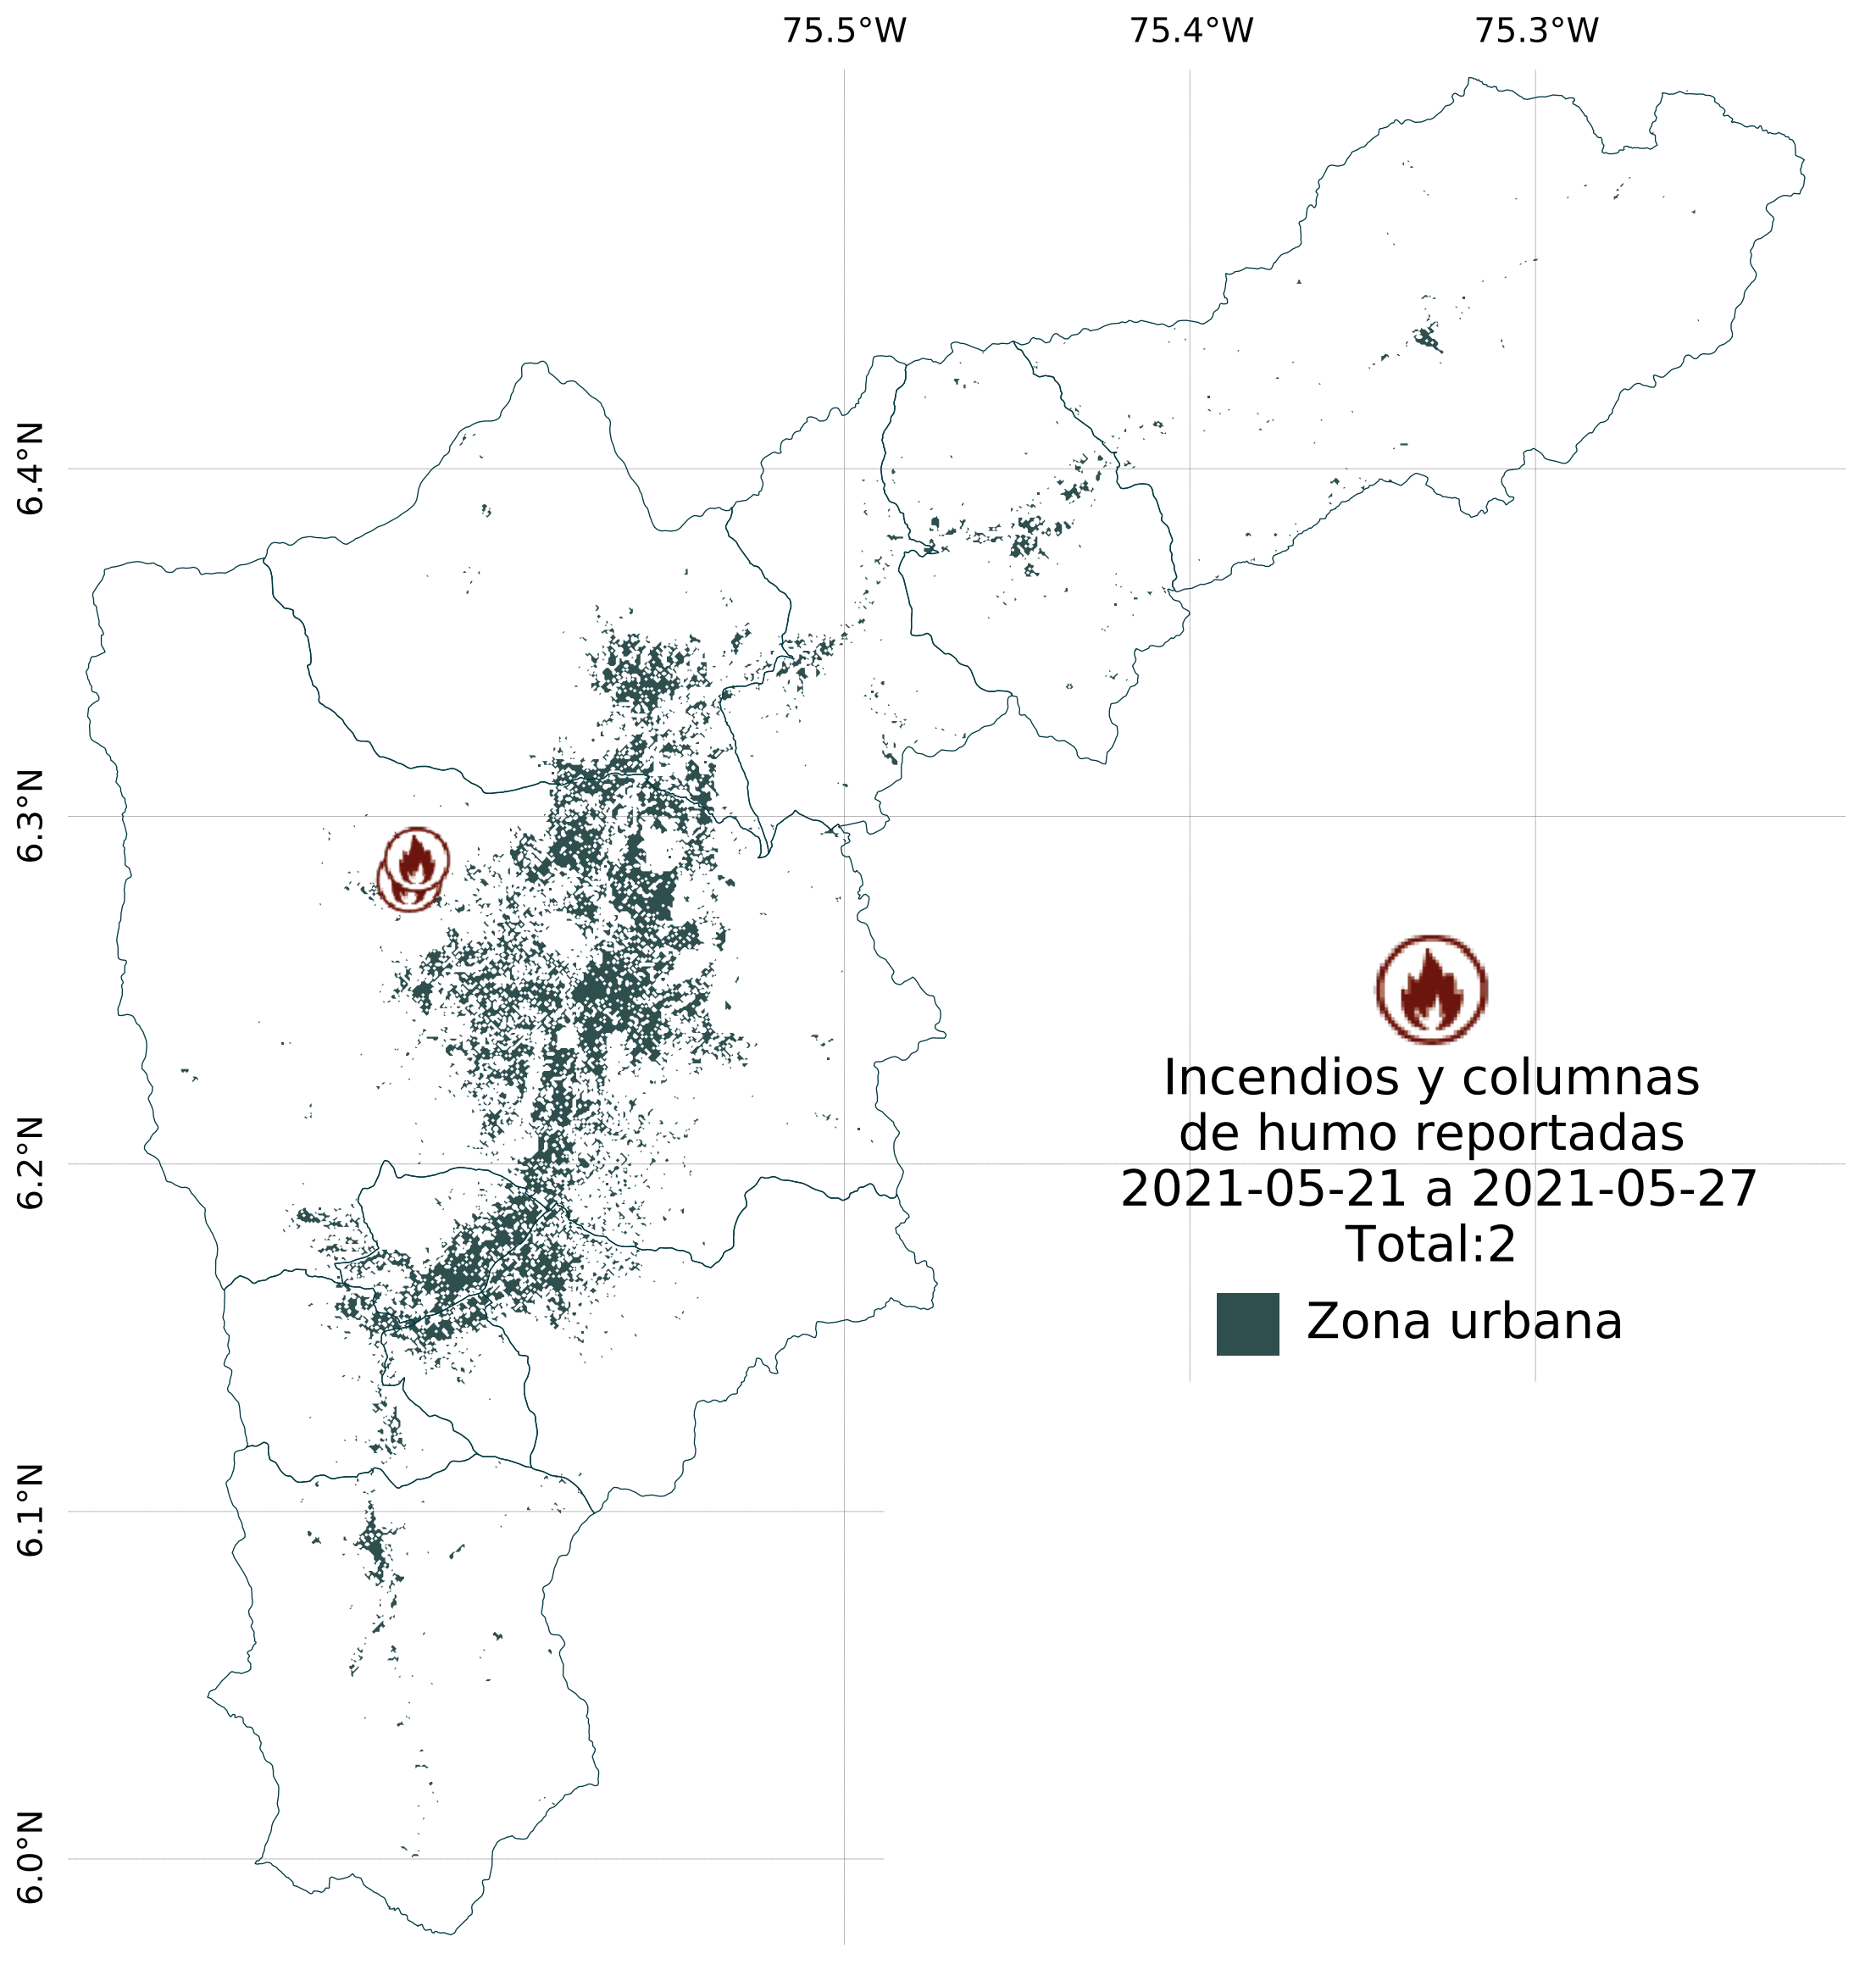 75.5°W
75.4°W
75.3°W
6.4°N
6.3°N
6.2°N
6.1°N
6.0°N
Incendios y columnas
de humo reportadas
2021-05-21 a 2021-05-27
Total:2
Zona urbana